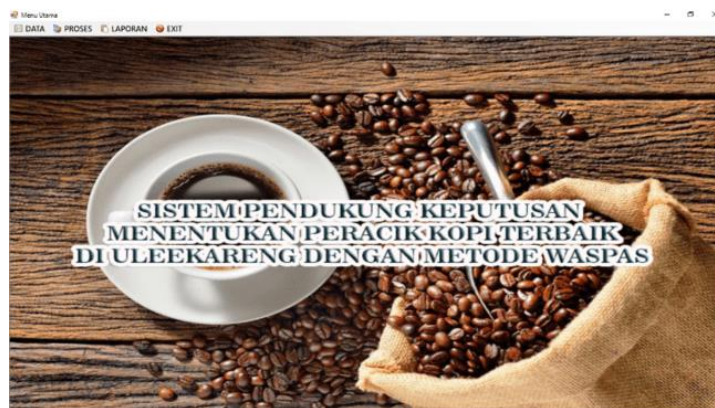 Menu Utama
DATA PROSES LAPORAN EXIT
SISTEM PENDUKUNG KEPUTUSAN
MENENTUKAN PERACIK KOPI TERBAIK
DI ULEEKARENG DENGAN METODE WASPAS